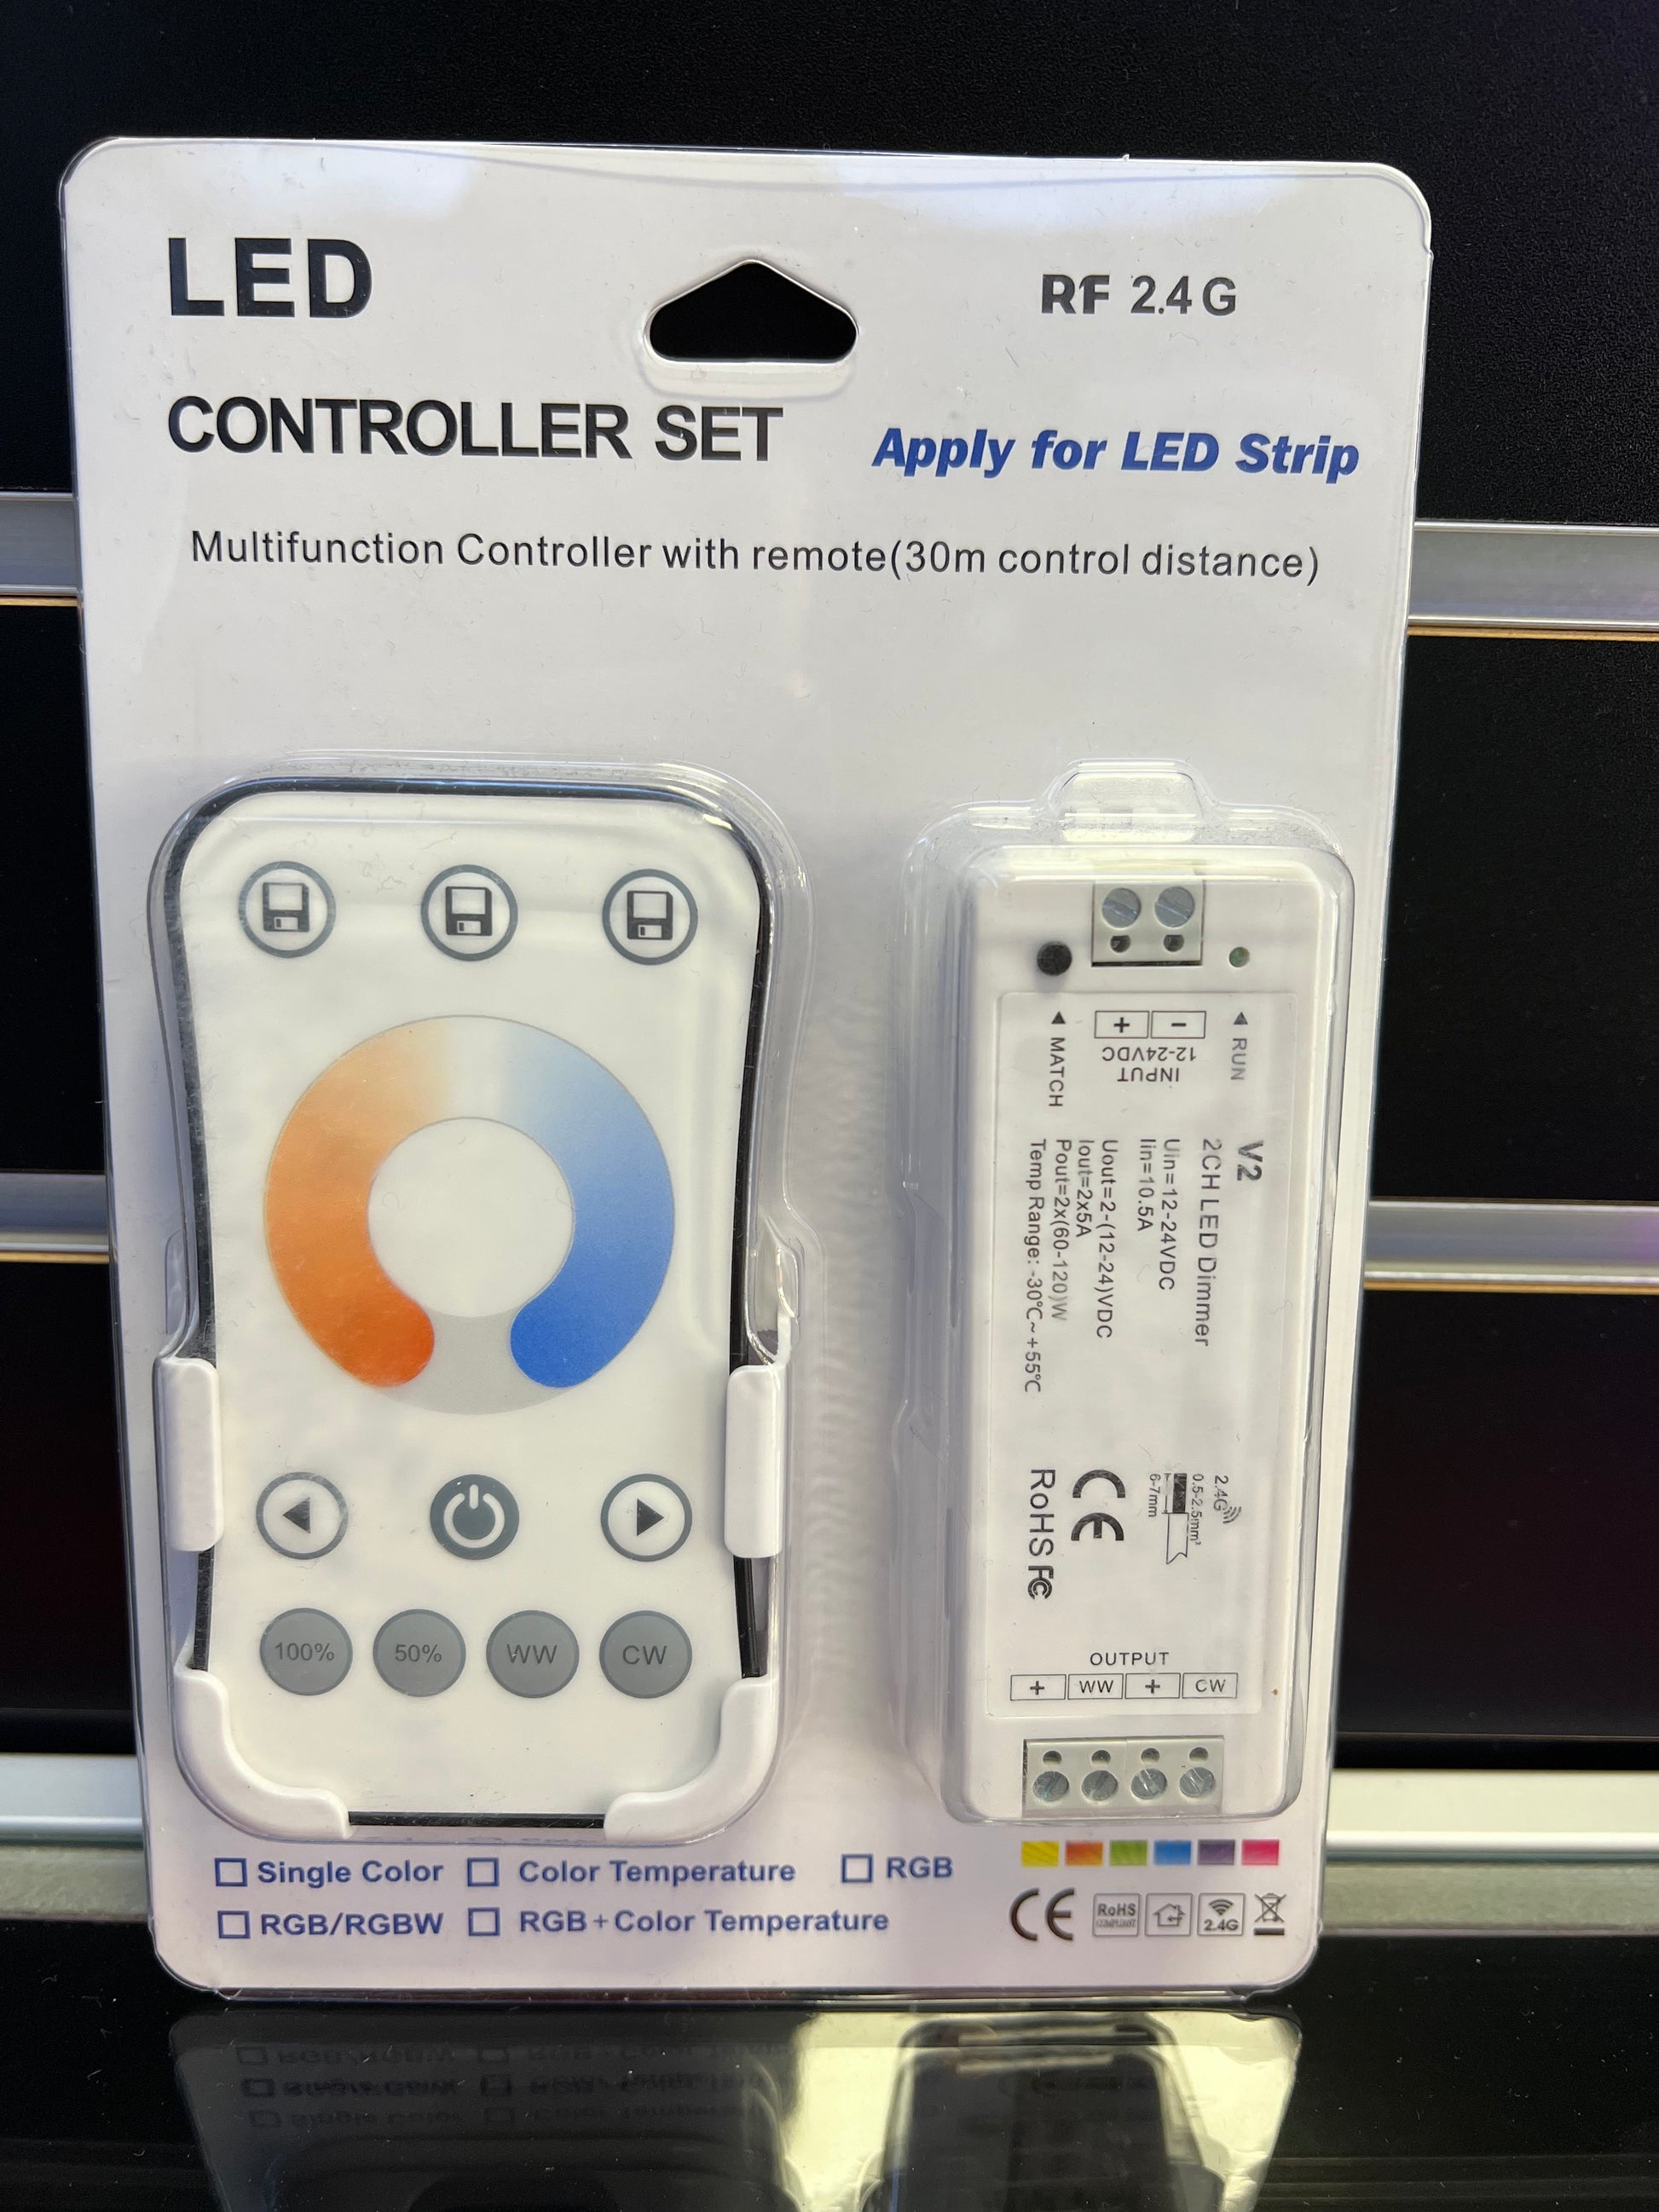 LED
RF 2.4G
CONTROLLER SET
Apply for LED Strip
Multifunction Controller with remote(30m control distance)
100%
50%
WW
CW
MATCH
+
−
INPUT
12-24VDC
RUN
V2
2CH LED Dimmer
Uin=12-24VDC
Iin=10.5A
Uout=2-(12-24)VDC
Iout=2x5A
Pout=2x(60-120)W
Temp Range: -30℃~+55℃
2.4G
0.5-2.5mm²
6-7mm
CE
RoHS FC
OUTPUT
+ WW + CW
Single Color Color Temperature RGB
RGB/RGBW RGB+Color Temperature
CE
RoHS
COMPLIANT
2.4G